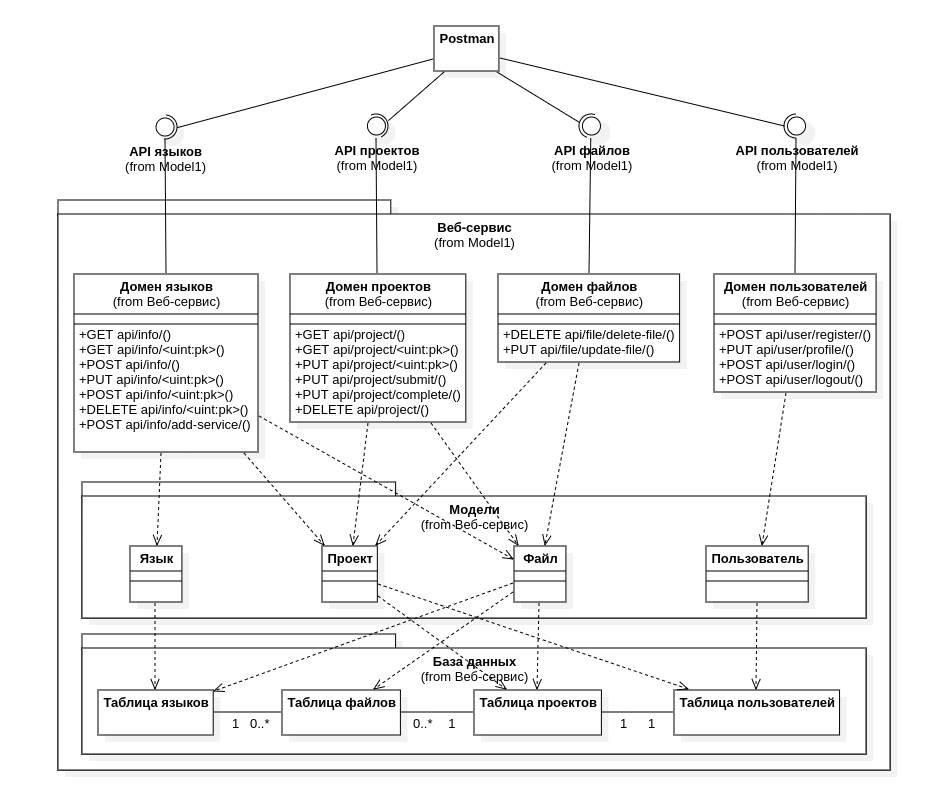 Postman
API языков
(from Model1)
API проектов
(from Model1)
API файлов
(from Model1)
API пользователей
(from Model1)
Веб-сервис
(from Model1)
Домен языков
(from Веб-сервис)
+GET api/info/()
+GET api/info/<uint:pk>()
+POST api/info/()
+PUT api/info/<uint:pk>()
+POST api/info/<uint:pk>()
+DELETE api/info/<uint:pk>()
+POST api/info/add-service/()
Домен проектов
(from Веб-сервис)
+GET api/project/()
+GET api/project/<uint:pk>()
+PUT api/project/<uint:pk>()
+PUT api/project/submit/()
+PUT api/project/complete/()
+DELETE api/project/()
Домен файлов
(from Веб-сервис)
+DELETE api/file/delete-file/()
+PUT api/file/update-file/()
Домен пользователей
(from Веб-сервис)
+POST api/user/register/()
+PUT api/user/profile/()
+POST api/user/login/()
+POST api/user/logout/()
Модели
(from Веб-сервис)
Язык
Проект
Файл
Пользователь
База данных
(from Веб-сервис)
Таблица языков
Таблица файлов
Таблица проектов
Таблица пользователей
1 0..*
0..* 1
1 1